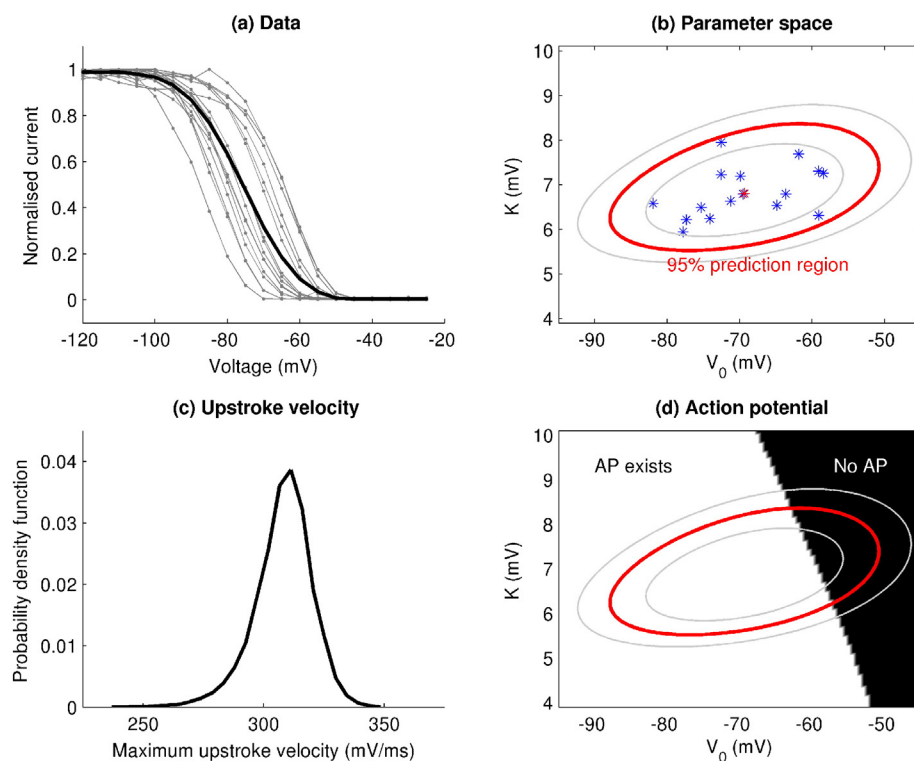 (a) Data
Normalised current
1
0.8
0.6
0.4
0.2
0
-120 -100 -80 -60 -40 -20
Voltage (mV)
(b) Parameter space
K (mV)
10
9
8
7
6
5
4
95% prediction region
-90 -80 -70 -60 -50
V_0 (mV)
(c) Upstroke velocity
Probability density function
0.04
0.03
0.02
0.01
0
250 300 350
Maximum upstroke velocity (mV/ms)
(d) Action potential
K (mV)
10
9
8
7
6
5
4
AP exists No AP
-90 -80 -70 -60 -50
V_0 (mV)